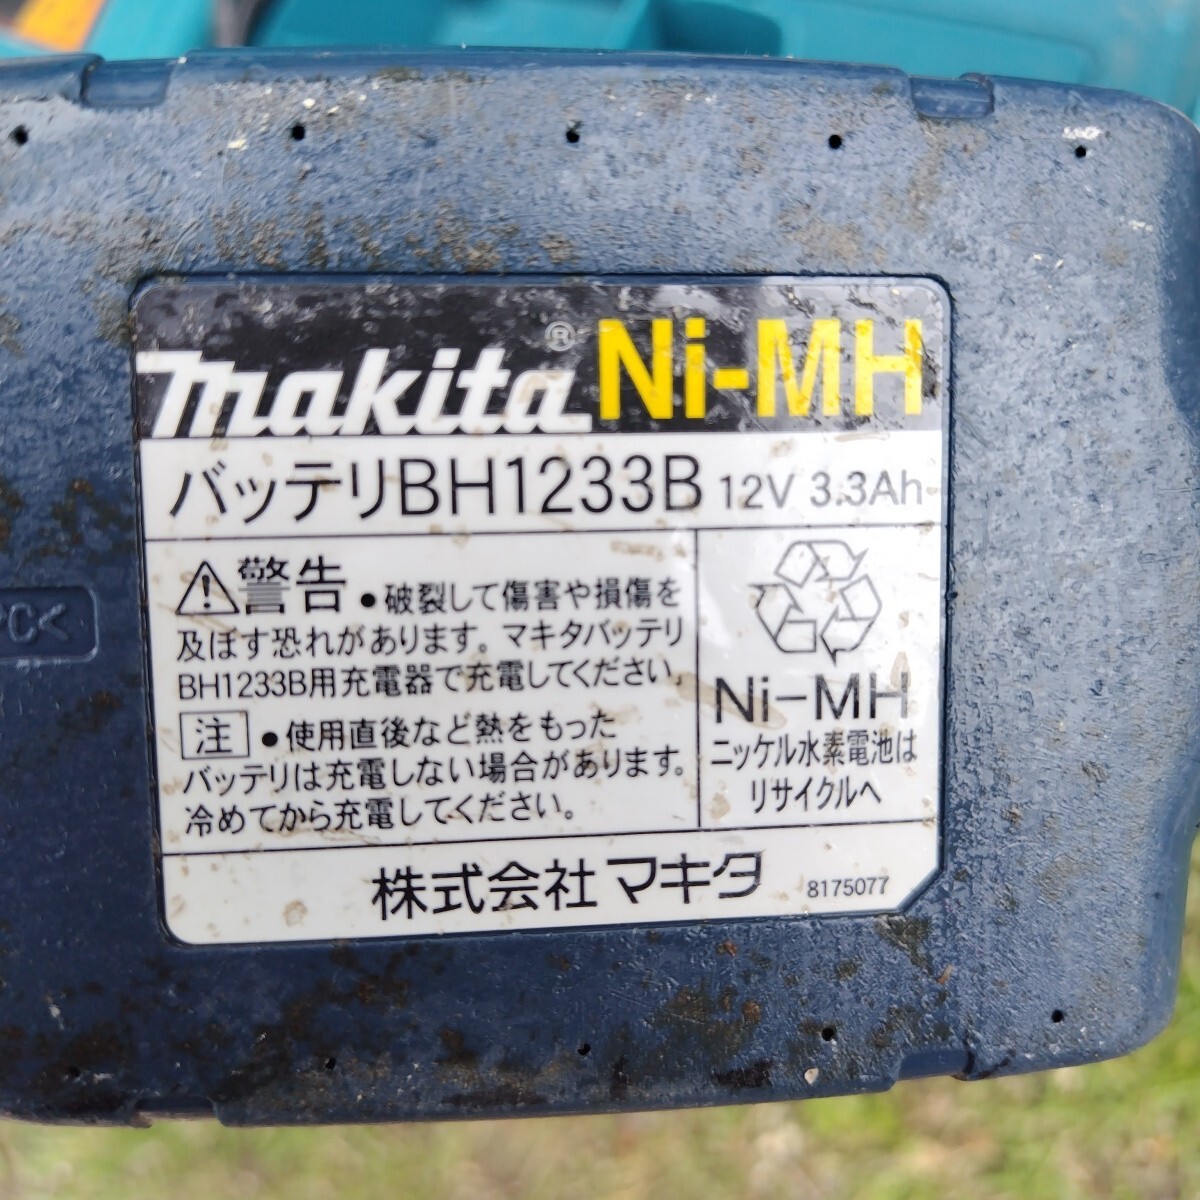 makita® Ni-MH
バッテリBH1233B 12V 3.3Ah
警告 ●破裂して傷害や損傷を
及ぼす恐れがあります。マキタバッテリ
BH1233B用充電器で充電してください。
注 ●使用直後など熱をもった
バッテリは充電しない場合があります。
冷めてから充電してください。
Ni-MH
ニッケル水素電池は
リサイクルへ
株式会社マキタ 8175077
PC<